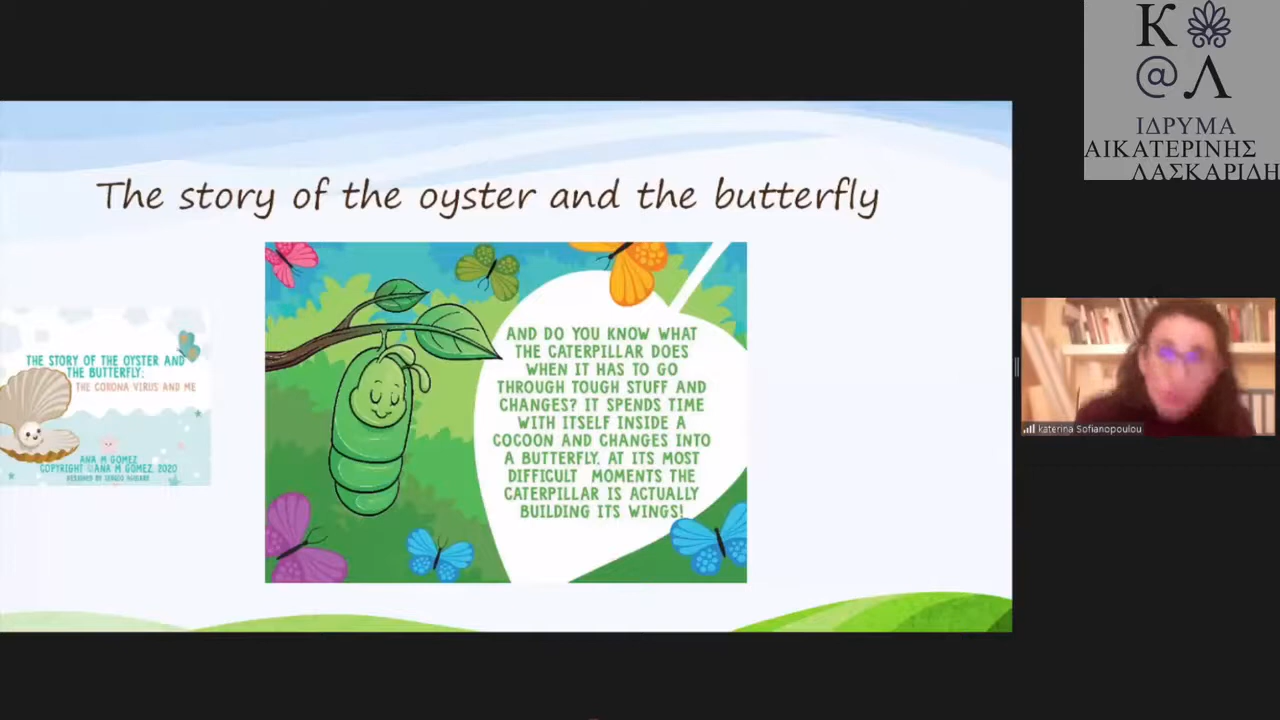 The story of the oyster and the butterfly
THE STORY OF THE OYSTER AND
THE BUTTERFLY:
THE CORONA VIRUS AND ME
ANA M GOMEZ
COPYRIGHT ©ANA M GOMEZ, 2020
AND DO YOU KNOW WHAT
THE CATERPILLAR DOES
WHEN IT HAS TO GO
THROUGH TOUGH STUFF AND
CHANGES? IT SPENDS TIME
WITH ITSELF INSIDE A
COCOON AND CHANGES INTO
A BUTTERFLY. AT ITS MOST
DIFFICULT MOMENTS THE
CATERPILLAR IS ACTUALLY
BUILDING ITS WINGS!
Κ
@Λ
ΙΔΡΥΜΑ
ΑΙΚΑΤΕΡΙΝΗΣ
ΛΑΣΚΑΡΙΔΗ
katerina Sofianopoulou